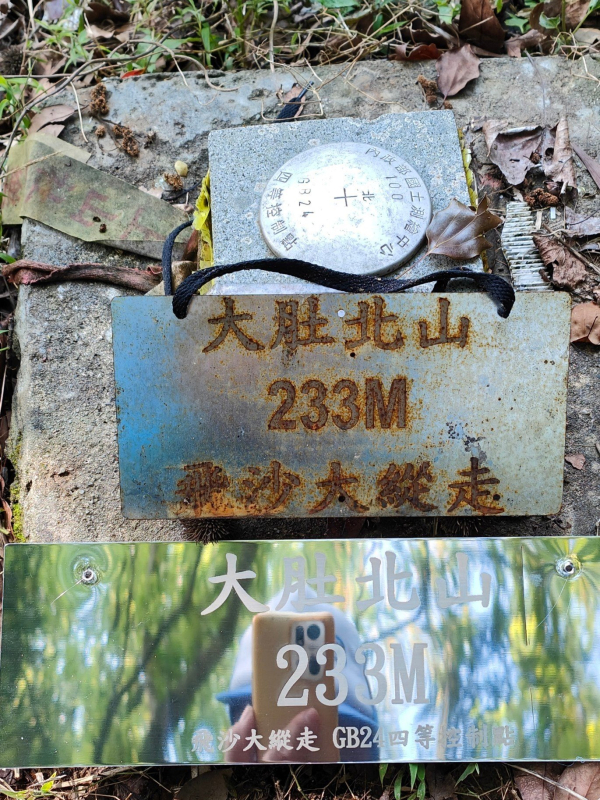 內政部國土測繪中心
100
北
GB24
四等控制點
大肚北山
233M
飛沙大縱走
大肚北山
233M
飛沙大縱走 GB24四等控制點